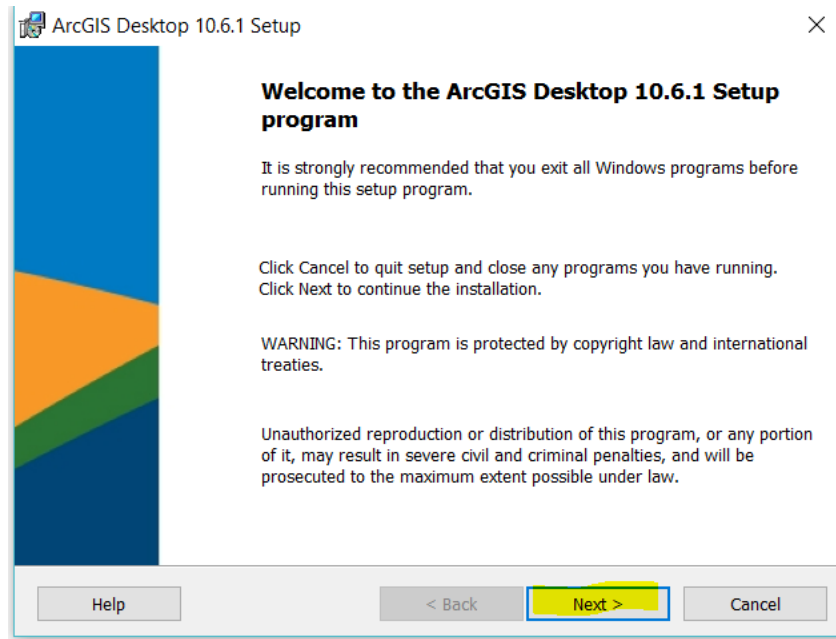 ArcGIS Desktop 10.6.1 Setup
Welcome to the ArcGIS Desktop 10.6.1 Setup
program
It is strongly recommended that you exit all Windows programs before
running this setup program.
Click Cancel to quit setup and close any programs you have running.
Click Next to continue the installation.
WARNING: This program is protected by copyright law and international
treaties.
Unauthorized reproduction or distribution of this program, or any portion
of it, may result in severe civil and criminal penalties, and will be
prosecuted to the maximum extent possible under law.
Help < Back Next > Cancel